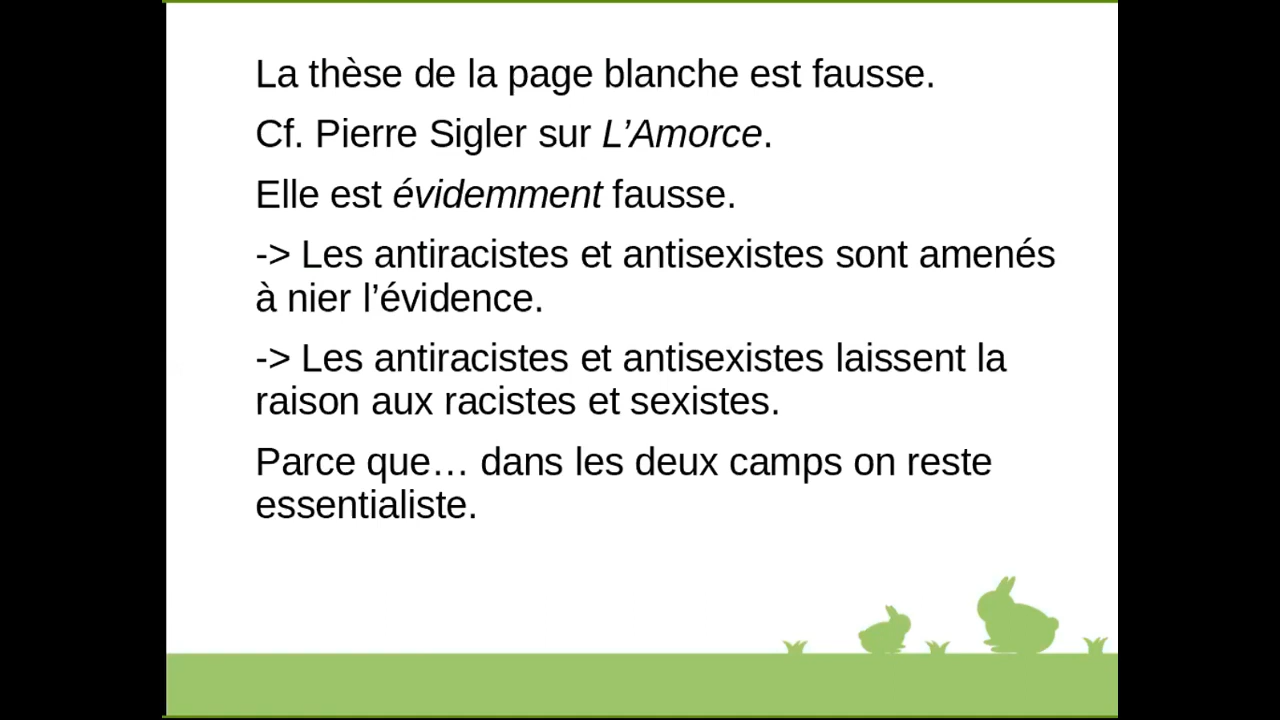 La thèse de la page blanche est fausse.
Cf. Pierre Sigler sur L’Amorce.
Elle est évidemment fausse.
-> Les antiracistes et antisexistes sont amenés
à nier l’évidence.
-> Les antiracistes et antisexistes laissent la
raison aux racistes et sexistes.
Parce que… dans les deux camps on reste
essentialiste.